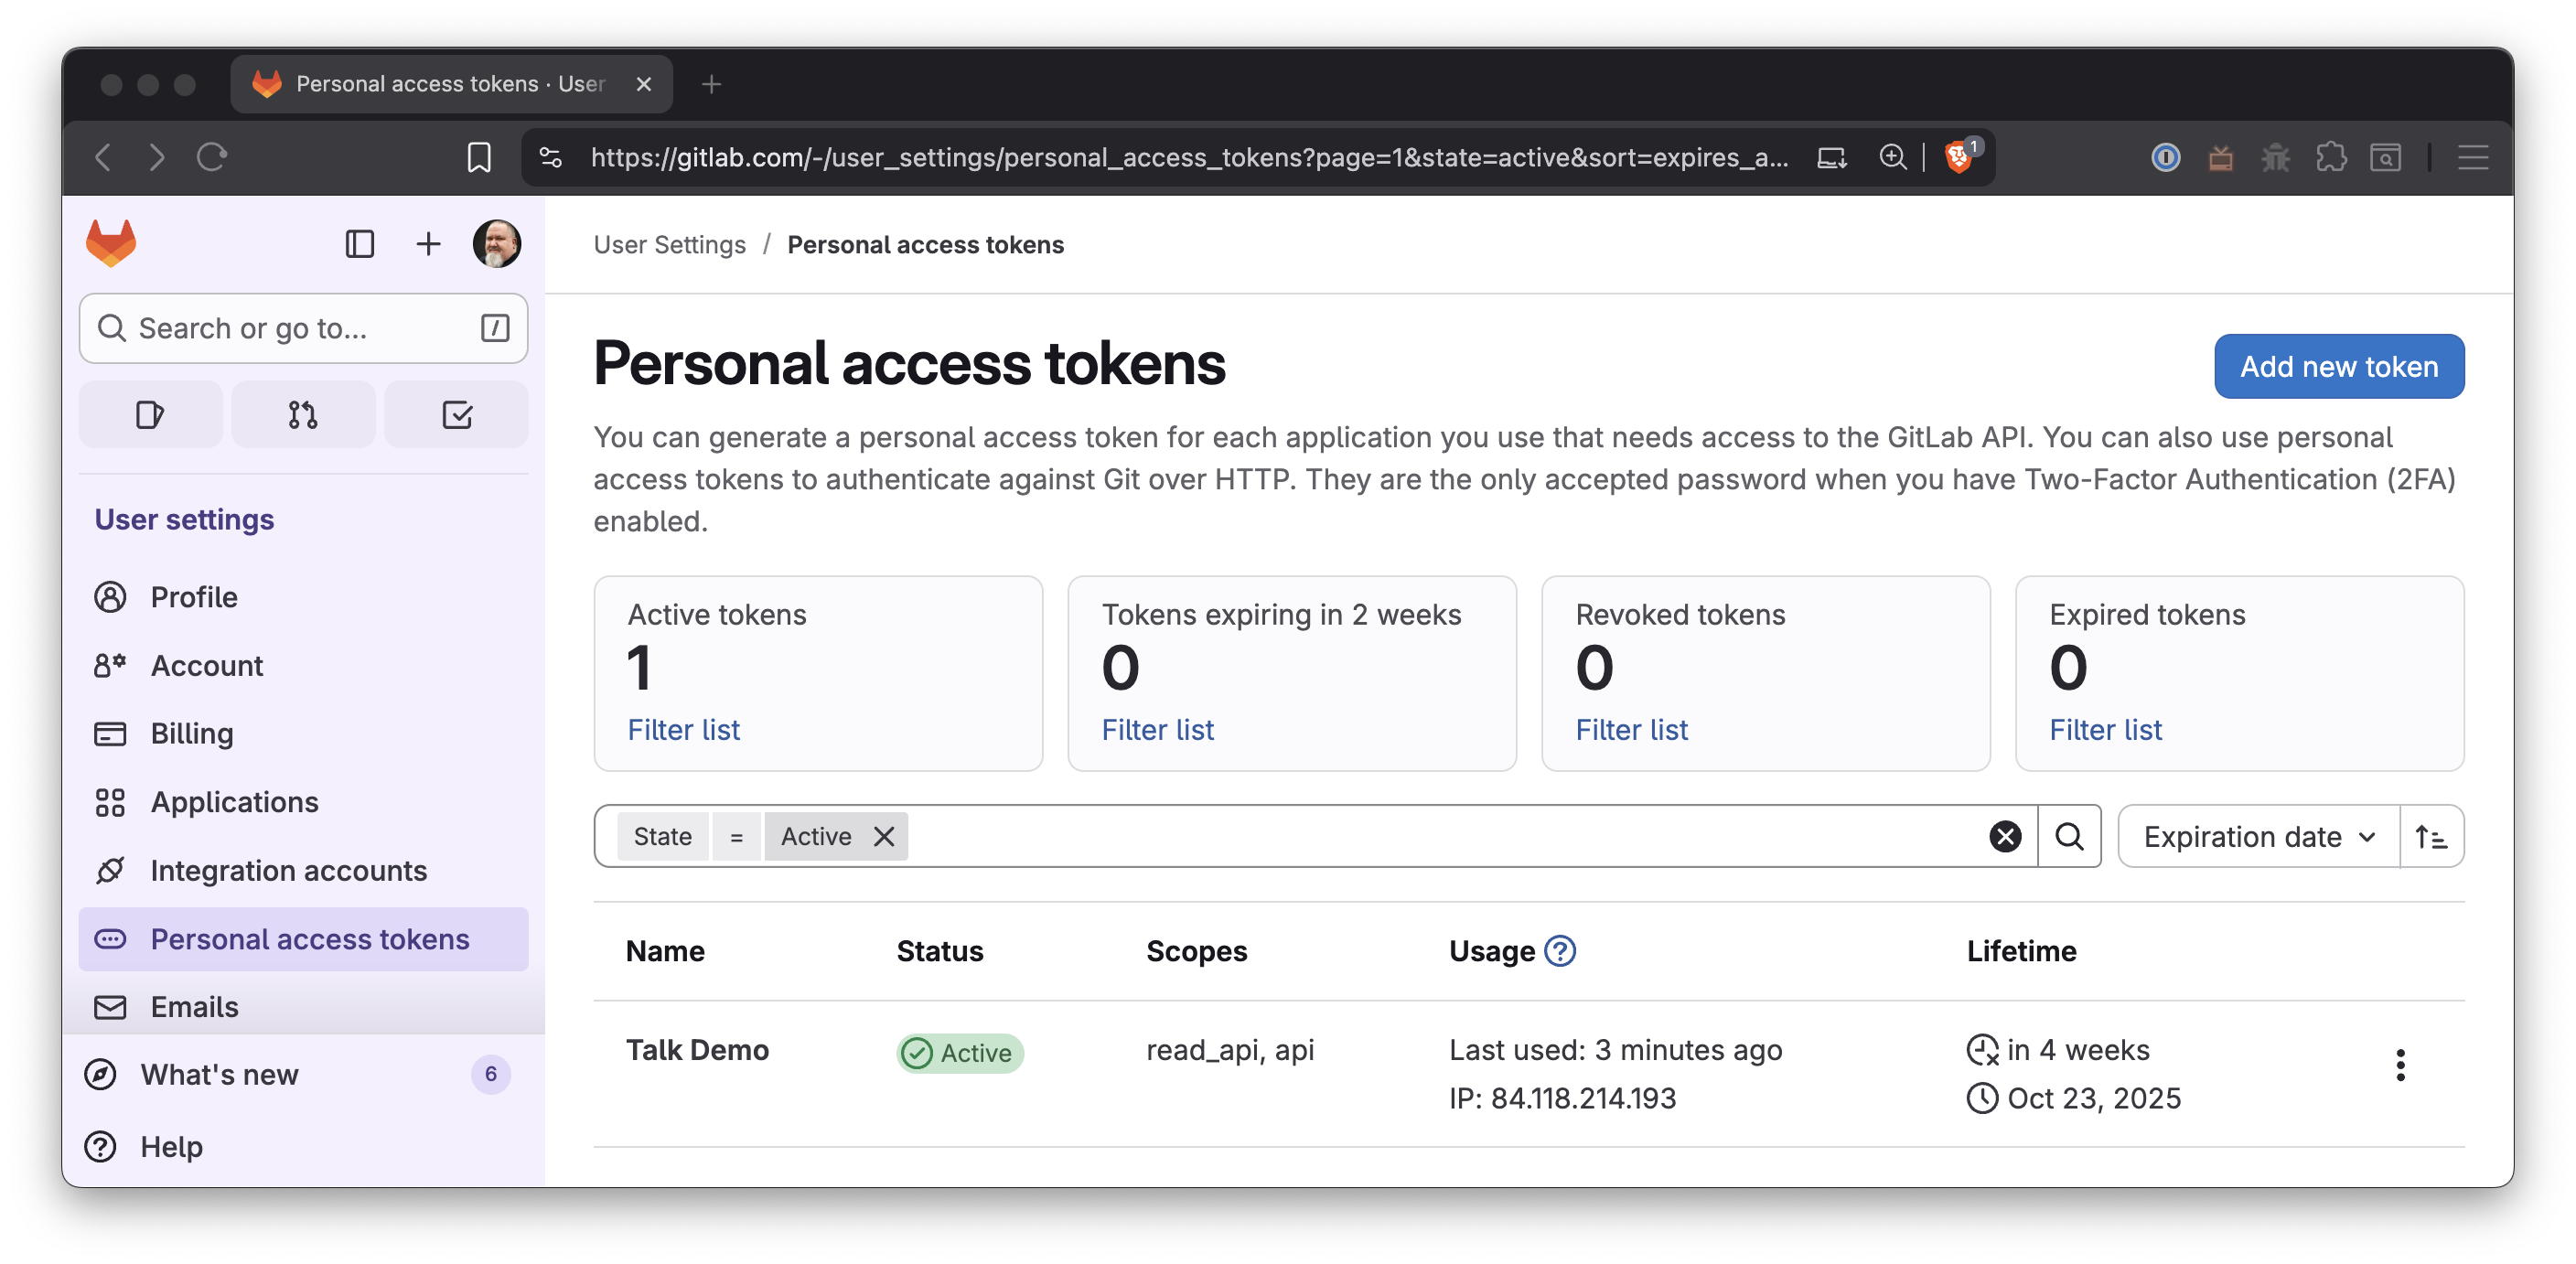 Personal access tokens · User
https://gitlab.com/-/user_settings/personal_access_tokens?page=1&state=active&sort=expires_a...
1
User Settings / Personal access tokens
Search or go to...
/
User settings
Profile
Account
Billing
Applications
Integration accounts
Personal access tokens
Emails
What's new 6
Help
Personal access tokens
Add new token
You can generate a personal access token for each application you use that needs access to the GitLab API. You can also use personal
access tokens to authenticate against Git over HTTP. They are the only accepted password when you have Two-Factor Authentication (2FA)
enabled.
Active tokens
1
Filter list
Tokens expiring in 2 weeks
0
Filter list
Revoked tokens
0
Filter list
Expired tokens
0
Filter list
State = Active
Expiration date
Name Status Scopes Usage Lifetime
Talk Demo Active read_api, api Last used: 3 minutes ago in 4 weeks
IP: 84.118.214.193 Oct 23, 2025